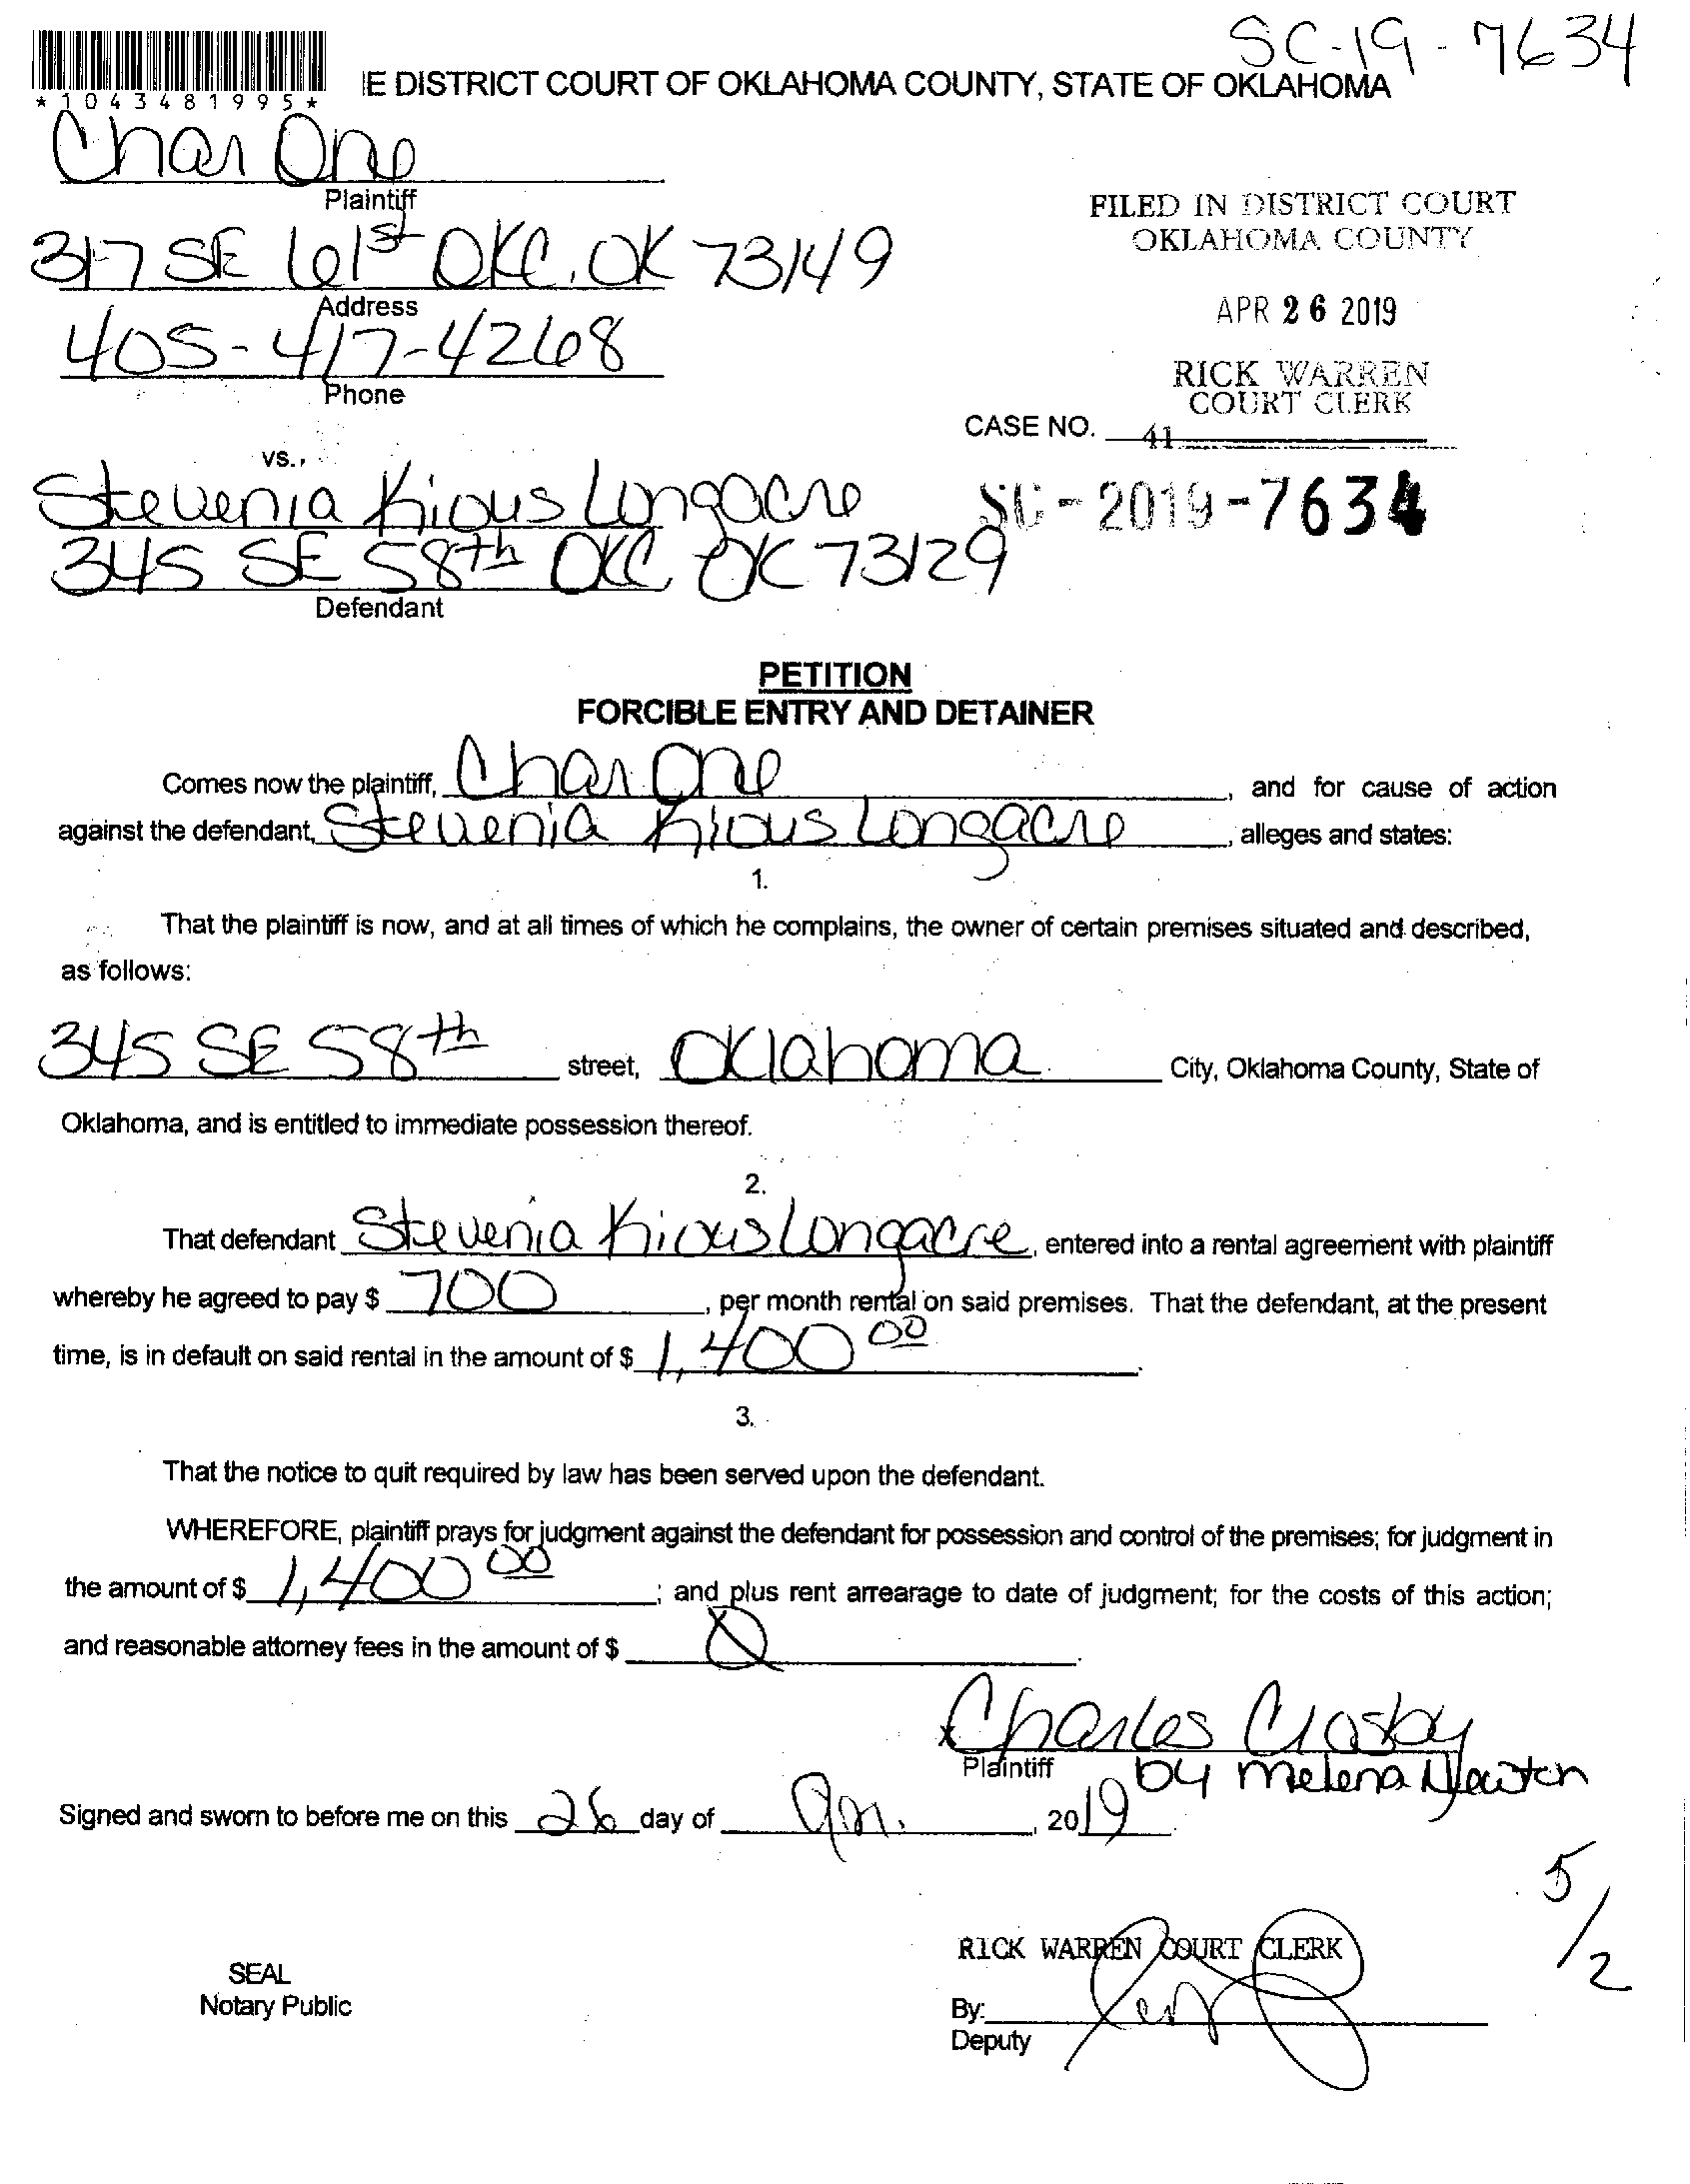 SC-19-7634
*1043481995*
IE DISTRICT COURT OF OKLAHOMA COUNTY, STATE OF OKLAHOMA
Char One
Plaintiff
317 SE 61st OKC, OK 73149
Address
405-417-4268
Phone
FILED IN DISTRICT COURT
OKLAHOMA COUNTY
APR 26 2019
RICK WARREN
COURT CLERK
CASE NO. 41
vs.,
Stevenia Kious Longacre SC-2019-7634
345 SE 58th OKC OK 73129
Defendant
PETITION
FORCIBLE ENTRY AND DETAINER
Comes now the plaintiff, Char One, and for cause of action
against the defendant, Stevenia Kious Longacre, alleges and states:
1.
That the plaintiff is now, and at all times of which he complains, the owner of certain premises situated and described,
as follows:
345 SE 58th street, Oklahoma City, Oklahoma County, State of
Oklahoma, and is entitled to immediate possession thereof.
2.
That defendant Stevenia Kious Longacre, entered into a rental agreement with plaintiff
whereby he agreed to pay $ 700, per month rental on said premises. That the defendant, at the present
time, is in default on said rental in the amount of $ 1,400 00.
3.
That the notice to quit required by law has been served upon the defendant.
WHEREFORE, plaintiff prays for judgment against the defendant for possession and control of the premises; for judgment in
the amount of $ 1,400 00; and plus rent arrearage to date of judgment; for the costs of this action;
and reasonable attorney fees in the amount of $ .
Charles Crosby
Plaintiff by Melena Newton
Signed and sworn to before me on this 26 day of , 2019.
5/2
RICK WARREN COURT CLERK
SEAL
Notary Public
By:
Deputy